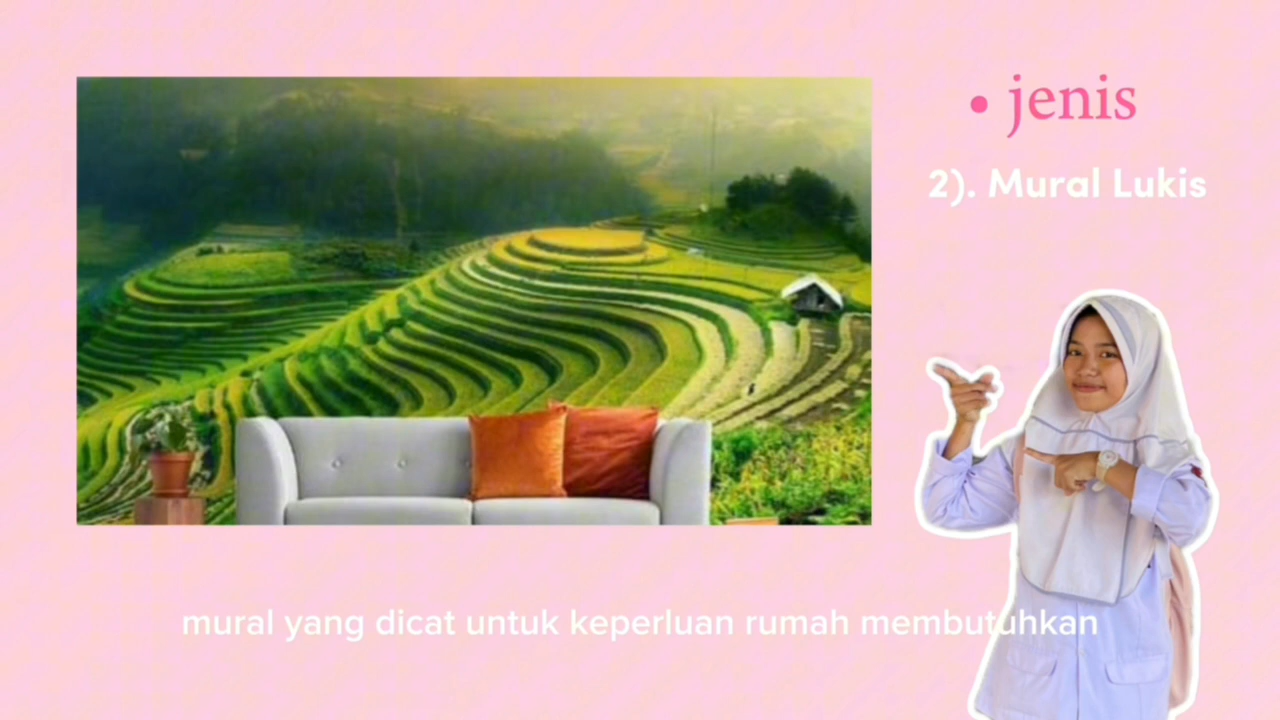 • jenis
2). Mural Lukis
mural yang dicat untuk keperluan rumah membutuhkan